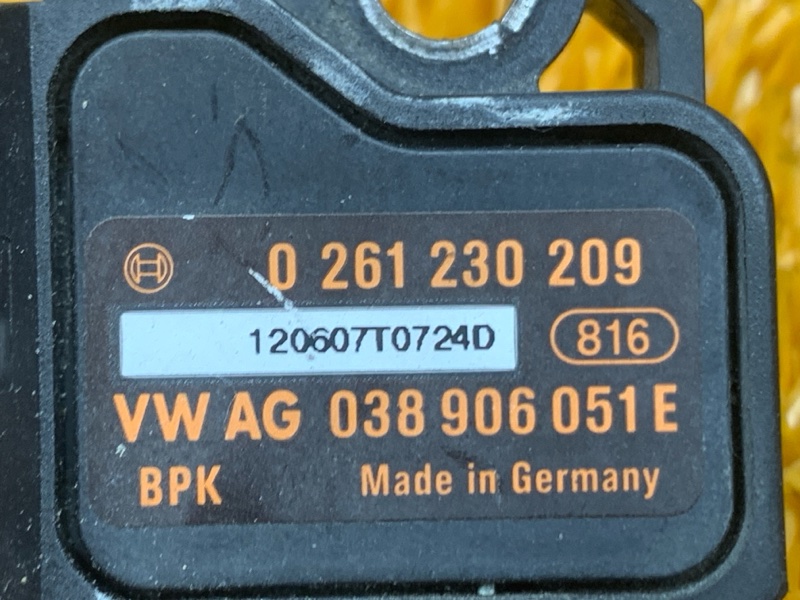 0 261 230 209
120607T0724D 816
VW AG 038 906 051 E
BPK Made in Germany